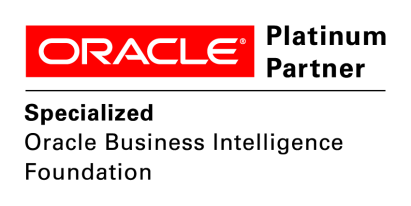 ORACLE® Platinum
Partner
Specialized
Oracle Business Intelligence
Foundation